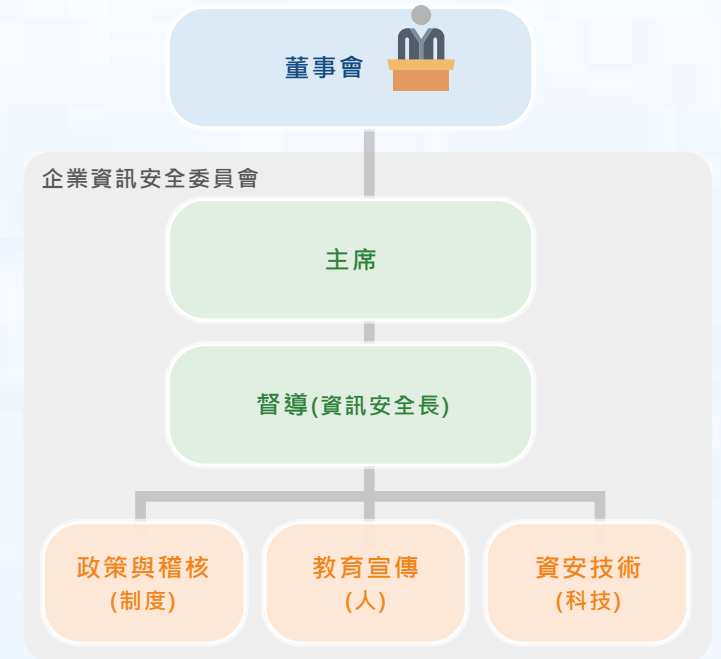 董事會
企業資訊安全委員會
主席
督導(資訊安全長)
政策與稽核
(制度)
教育宣傳
(人)
資安技術
(科技)